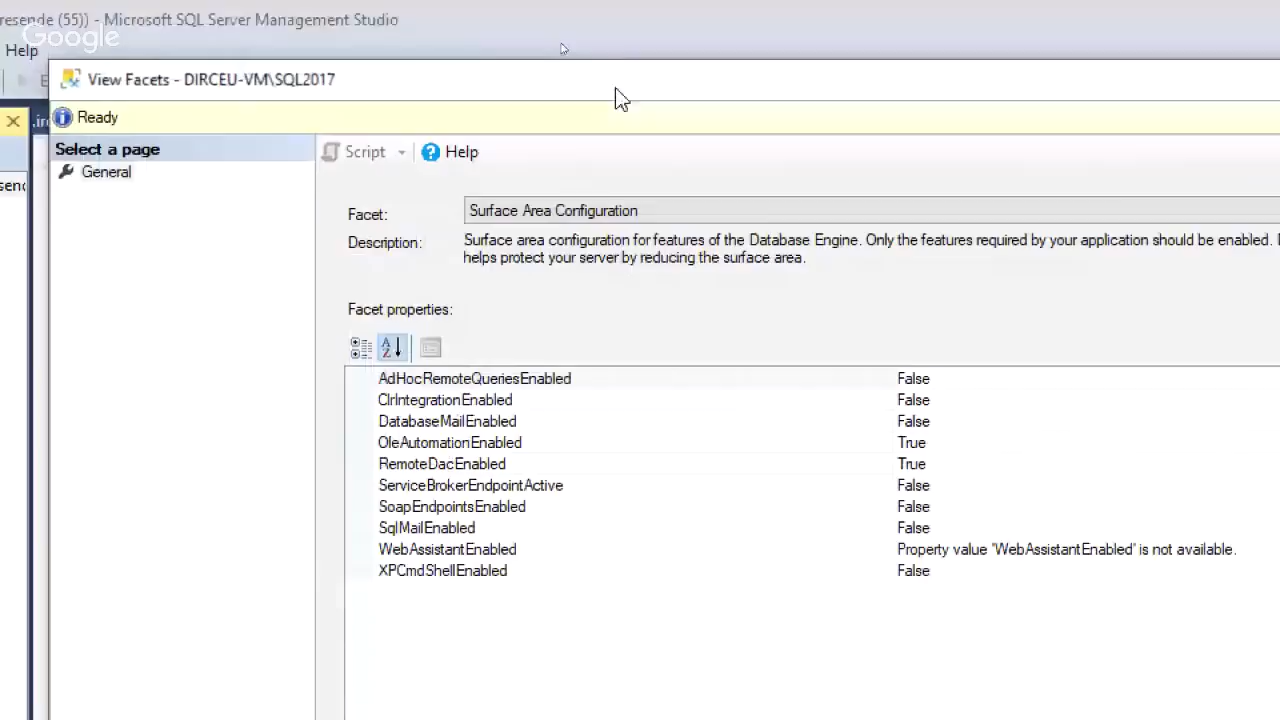 resende (55)) - Microsoft SQL Server Management Studio
Google
Help
View Facets - DIRCEU-VM\SQL2017
Ready
Select a page
General
Script
Help
Facet:
Surface Area Configuration
Description:
Surface area configuration for features of the Database Engine. Only the features required by your application should be enabled.
helps protect your server by reducing the surface area.
Facet properties:
AdHocRemoteQueriesEnabled False
ClrIntegrationEnabled False
DatabaseMailEnabled False
OleAutomationEnabled True
RemoteDacEnabled True
ServiceBrokerEndpointActive False
SoapEndpointsEnabled False
SqlMailEnabled False
WebAssistantEnabled Property value "WebAssistantEnabled" is not available.
XPCmdShellEnabled False